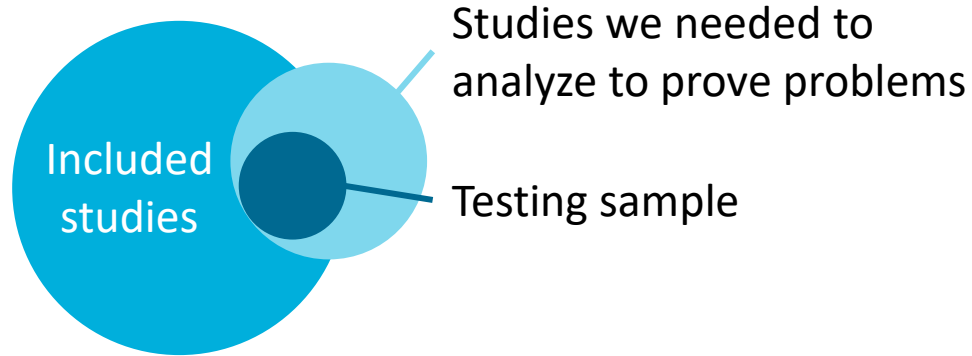 Studies we needed to
analyze to prove problems
Included
studies
Testing sample